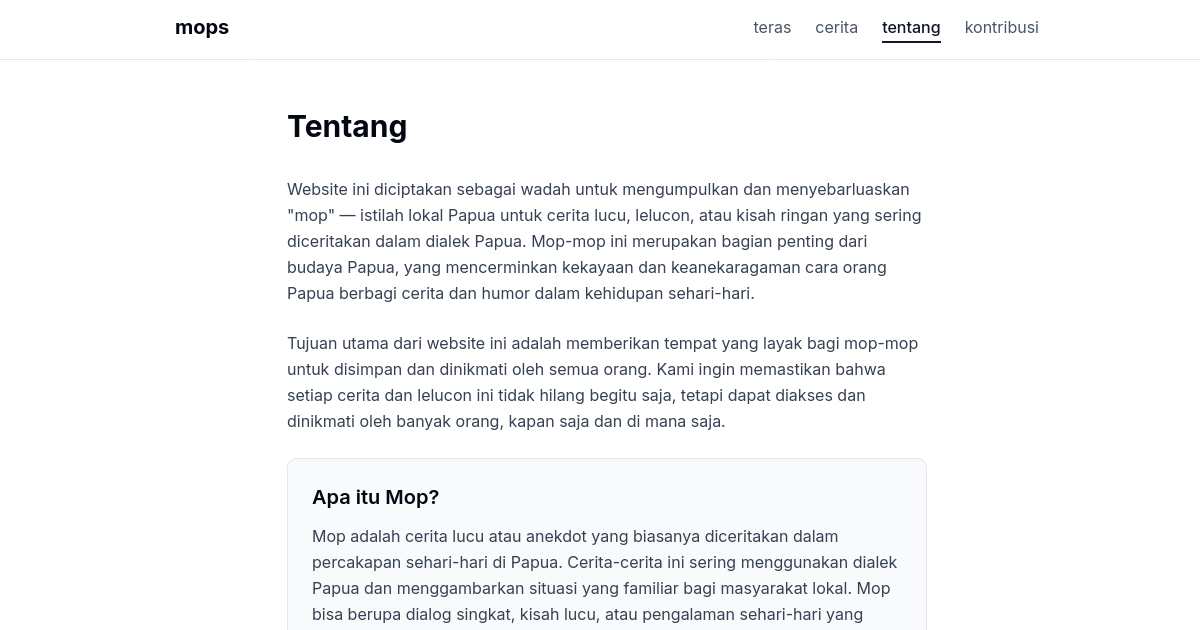 mops
teras
cerita
tentang
kontribusi
Tentang
Website ini diciptakan sebagai wadah untuk mengumpulkan dan menyebarluaskan
"mop" — istilah lokal Papua untuk cerita lucu, lelucon, atau kisah ringan yang sering
diceritakan dalam dialek Papua. Mop-mop ini merupakan bagian penting dari
budaya Papua, yang mencerminkan kekayaan dan keanekaragaman cara orang
Papua berbagi cerita dan humor dalam kehidupan sehari-hari.
Tujuan utama dari website ini adalah memberikan tempat yang layak bagi mop-mop
untuk disimpan dan dinikmati oleh semua orang. Kami ingin memastikan bahwa
setiap cerita dan lelucon ini tidak hilang begitu saja, tetapi dapat diakses dan
dinikmati oleh banyak orang, kapan saja dan di mana saja.
Apa itu Mop?
Mop adalah cerita lucu atau anekdot yang biasanya diceritakan dalam
percakapan sehari-hari di Papua. Cerita-cerita ini sering menggunakan dialek
Papua dan menggambarkan situasi yang familiar bagi masyarakat lokal. Mop
bisa berupa dialog singkat, kisah lucu, atau pengalaman sehari-hari yang